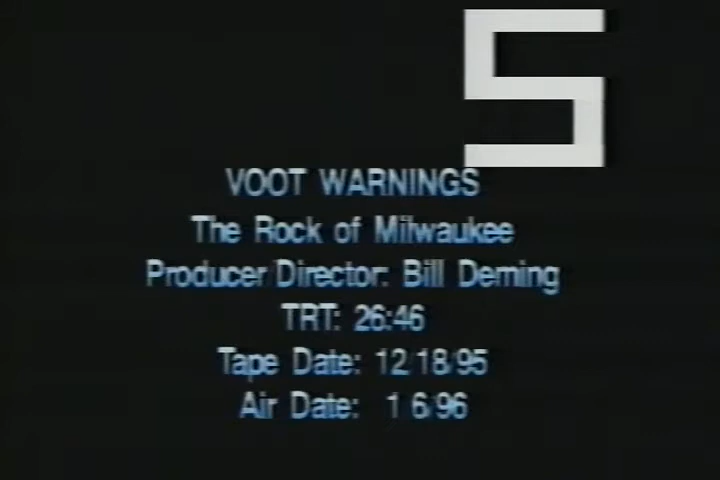 5
VOOT WARNINGS
The Rock of Milwaukee
Producer/Director: Bill Deming
TRT: 26:46
Tape Date: 12/18/95
Air Date: 1/6/96